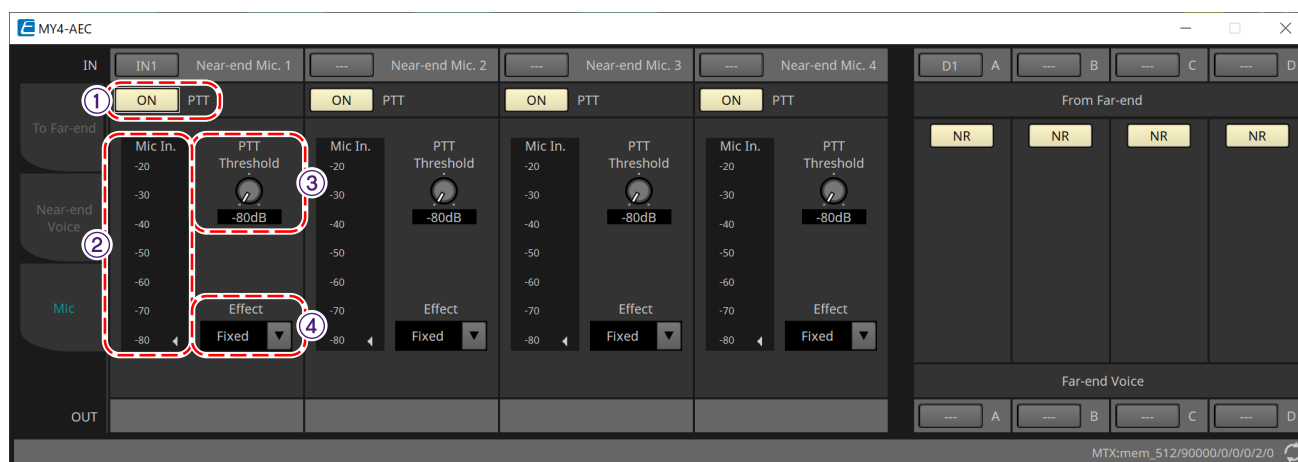 MY4-AEC
IN IN1 Near-end Mic. 1 --- Near-end Mic. 2 --- Near-end Mic. 3 --- Near-end Mic. 4 D1 A --- B --- C --- D
1 ON PTT ON PTT ON PTT ON PTT From Far-end
To Far-end
NR NR NR NR
Mic In. PTT Threshold Mic In. PTT Threshold Mic In. PTT Threshold Mic In. PTT Threshold
-20 -20 -20 -20
-30 3 -30 -30 -30
Near-end Voice
-40 -80dB -40 -80dB -40 -80dB -40 -80dB
2 -50 -50 -50 -50
-60 -60 -60 -60
Mic -70 Effect -70 Effect -70 Effect -70 Effect
-80 Fixed 4 -80 Fixed -80 Fixed -80 Fixed
Far-end Voice
OUT --- A --- B --- C --- D
MTX:mem_512/90000/0/0/0/2/0